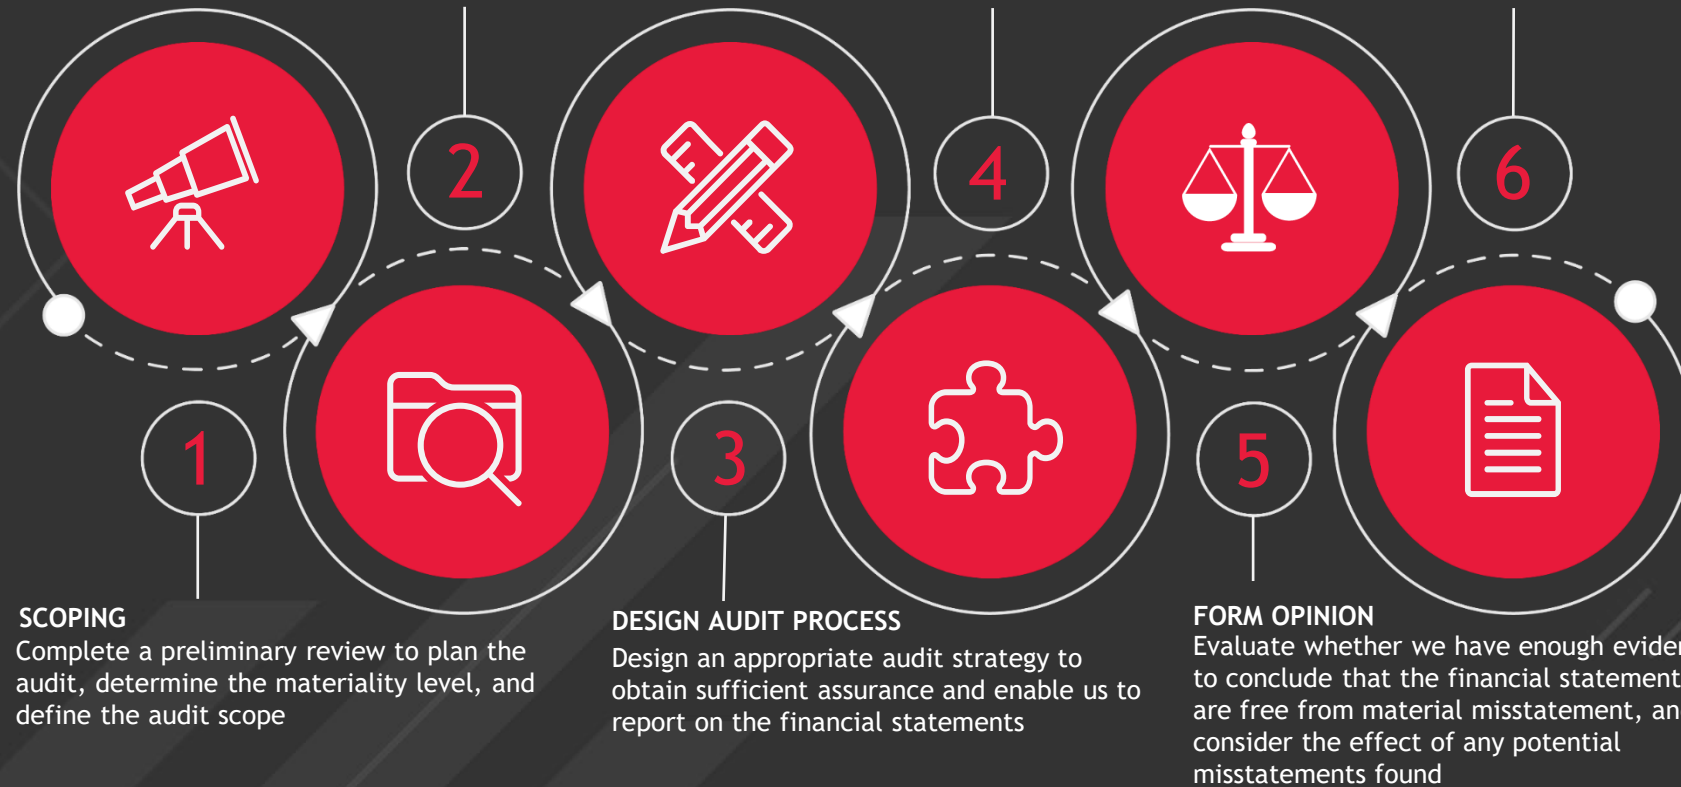 2
4
6
1
3
5
SCOPING
Complete a preliminary review to plan the
audit, determine the materiality level, and
define the audit scope
DESIGN AUDIT PROCESS
Design an appropriate audit strategy to
obtain sufficient assurance and enable us to
report on the financial statements
FORM OPINION
Evaluate whether we have enough
to conclude that the financial
are free from material misstatement,
consider the effect of any potential
misstatements found